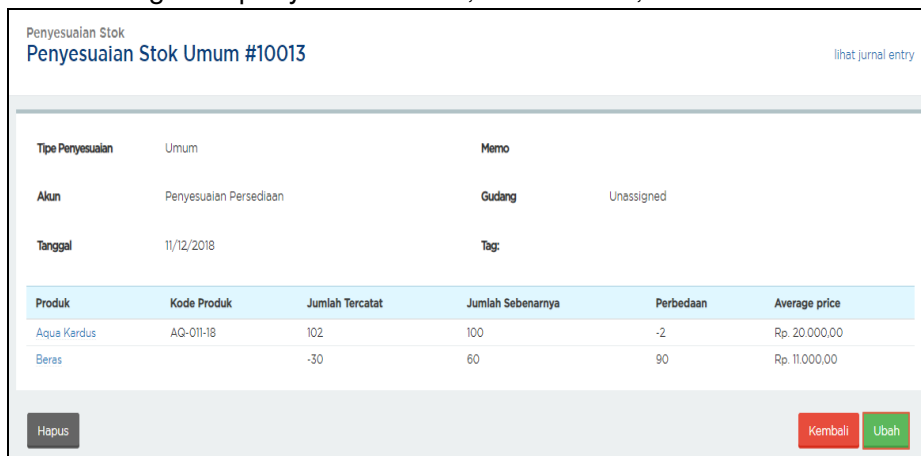 Penyesuaian Stok
Penyesuaian Stok Umum #10013
lihat jurnal entry
Tipe Penyesuaian Umum Memo
Akun Penyesuaian Persediaan Gudang Unassigned
Tanggal 11/12/2018 Tag:
Produk Kode Produk Jumlah Tercatat Jumlah Sebenarnya Perbedaan Average price
Aqua Kardus AQ-011-18 102 100 -2 Rp. 20.000,00
Beras -30 60 90 Rp. 11.000,00
Hapus Kembali Ubah